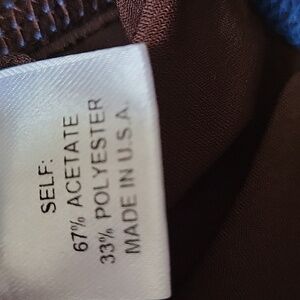 SELF:
67% ACETATE
33% POLYESTER
MADE IN U.S.A.